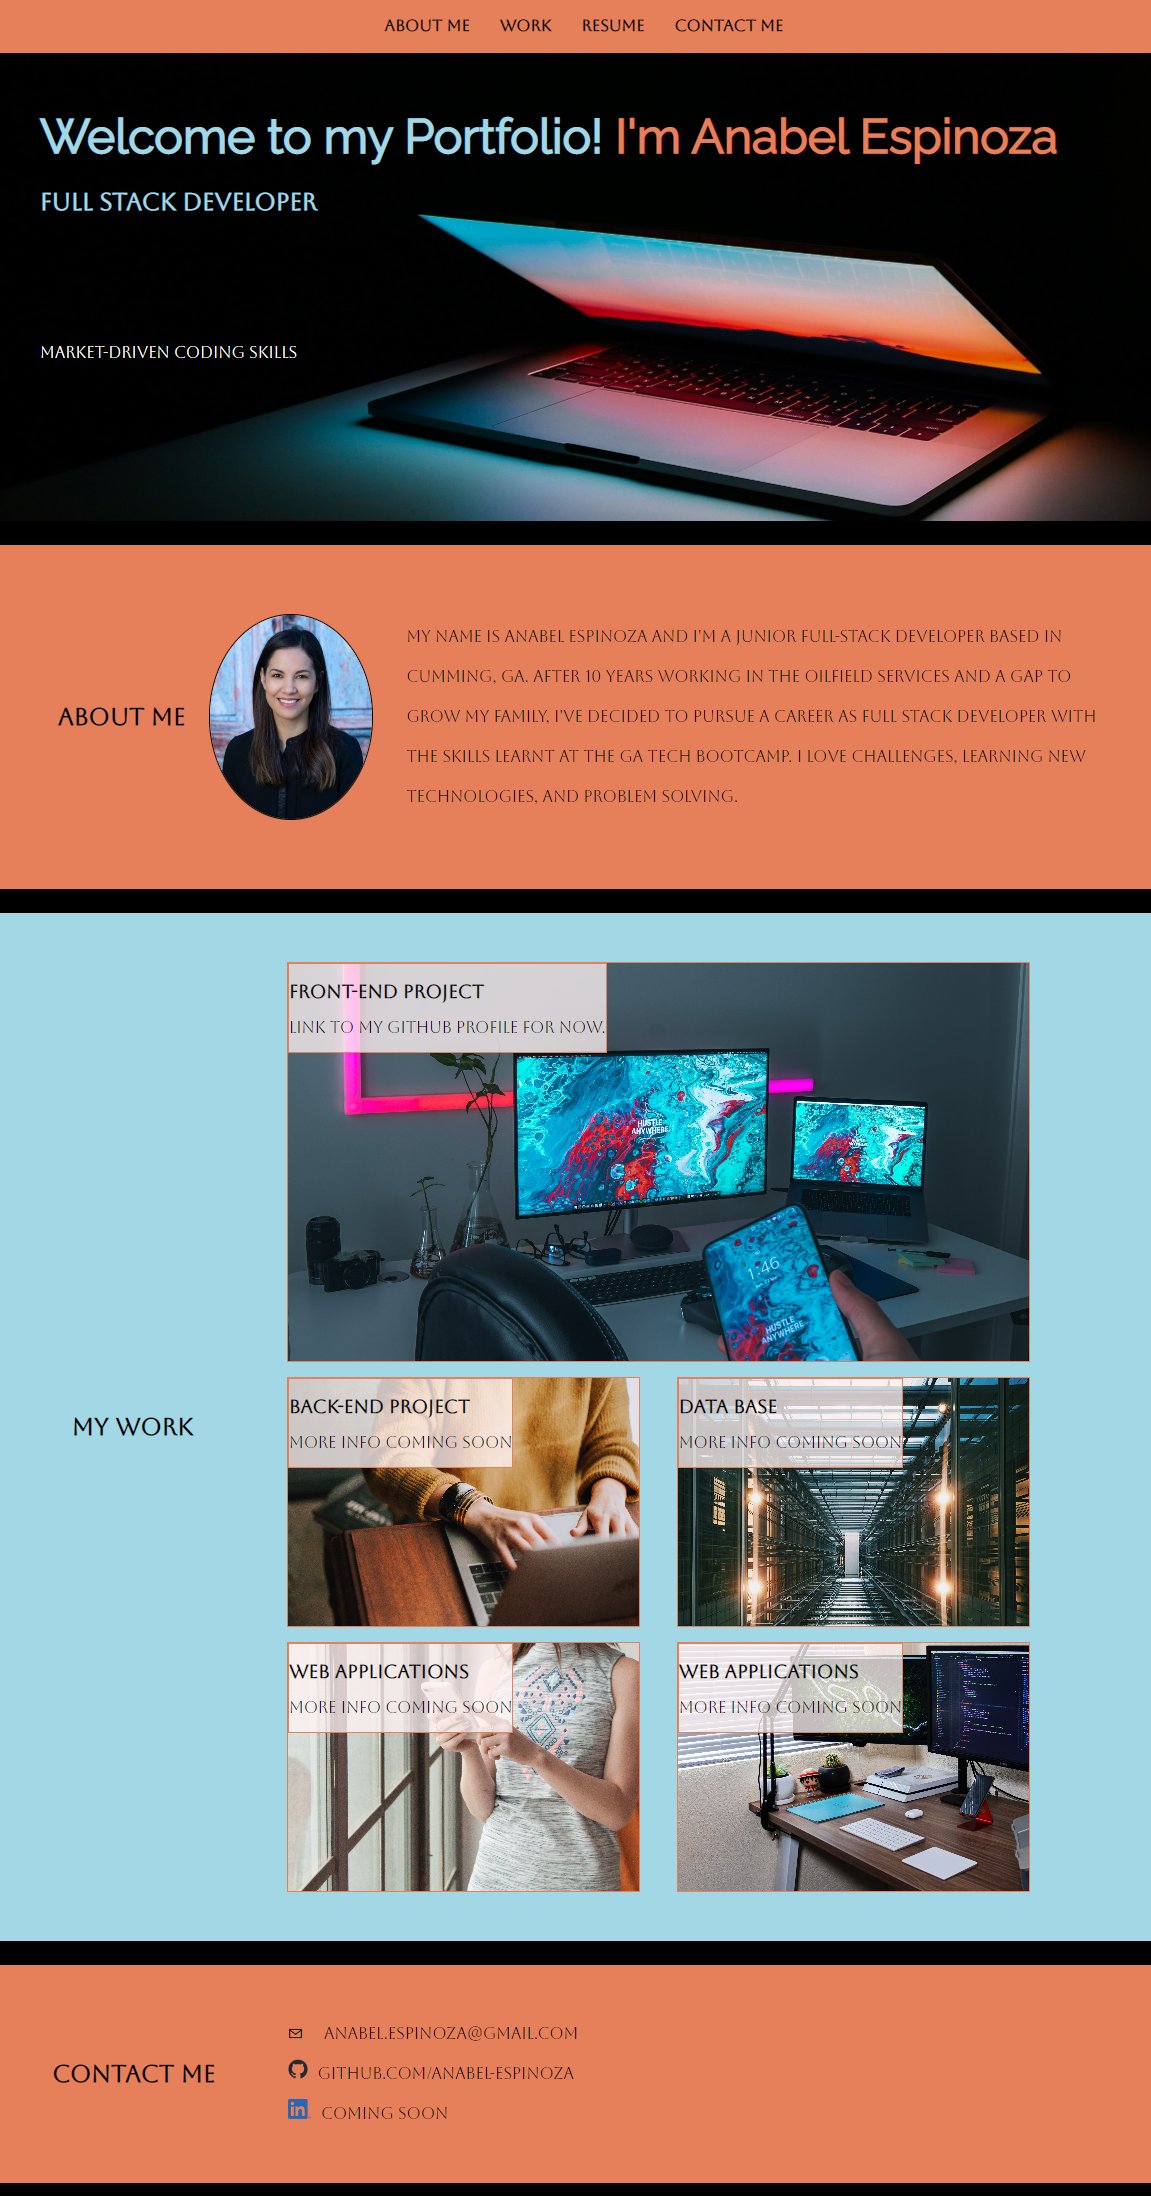 ABOUT ME WORK RESUME CONTACT ME
Welcome to my Portfolio! I'm Anabel Espinoza
FULL STACK DEVELOPER
MARKET-DRIVEN CODING SKILLS
ABOUT ME
MY NAME IS ANABEL ESPINOZA AND I'M A JUNIOR FULL-STACK DEVELOPER BASED IN
CUMMING, GA. AFTER 10 YEARS WORKING IN THE OILFIELD SERVICES AND A GAP TO
GROW MY FAMILY, I'VE DECIDED TO PURSUE A CAREER AS FULL STACK DEVELOPER WITH
THE SKILLS LEARNT AT THE GA TECH BOOTCAMP. I LOVE CHALLENGES, LEARNING NEW
TECHNOLOGIES, AND PROBLEM SOLVING.
MY WORK
FRONT-END PROJECT
LINK TO MY GITHUB PROFILE FOR NOW.
HUSTLE
ANYWHERE
HUSTLE
ANYWHERE
1:46
HUSTLE
ANYWHERE
BACK-END PROJECT
MORE INFO COMING SOON
DATA BASE
MORE INFO COMING SOON
WEB APPLICATIONS
MORE INFO COMING SOON
WEB APPLICATIONS
MORE INFO COMING SOON
CONTACT ME
ANABEL.ESPINOZA@GMAIL.COM
GITHUB.COM/ANABEL-ESPINOZA
in
COMING SOON